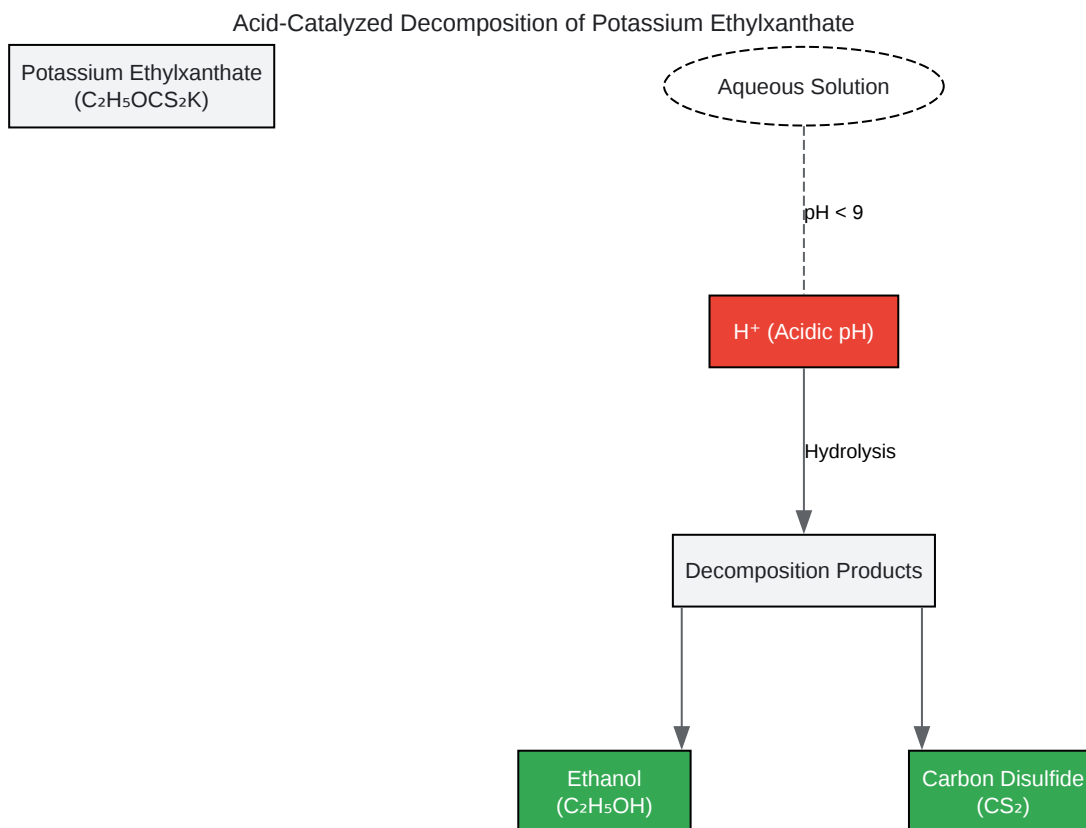 Acid-Catalyzed Decomposition of Potassium Ethylxanthate
Potassium Ethylxanthate
(C₂H₅OCS₂K)
Aqueous Solution
pH < 9
H⁺ (Acidic pH)
Hydrolysis
Decomposition Products
Ethanol
(C₂H₅OH)
Carbon Disulfide
(CS₂)